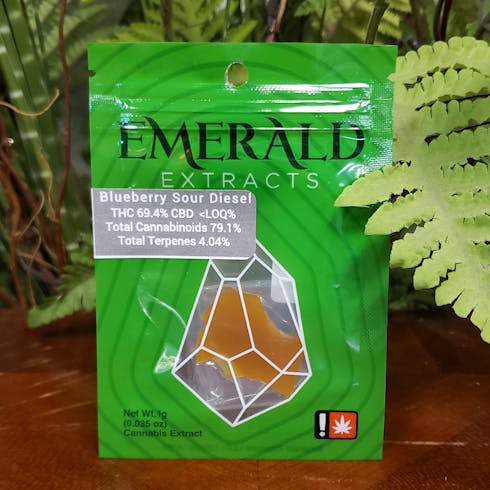 EMERALD
EXTRACTS
Blueberry Sour Diesel
THC 69.4% CBD <LOQ%
Total Cannabinoids 79.1%
Total Terpenes 4.04%
Net Wt.1g
(0.035 oz)
Cannabis Extract
!